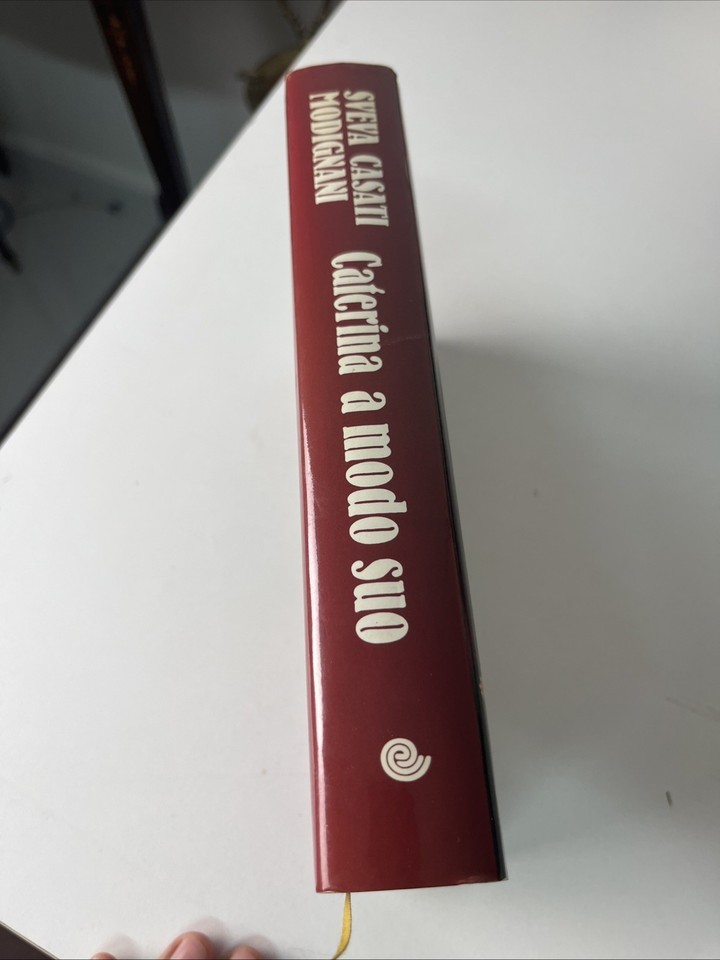 SVEVA CASATI
MODIGNANI
Caterina a modo suo